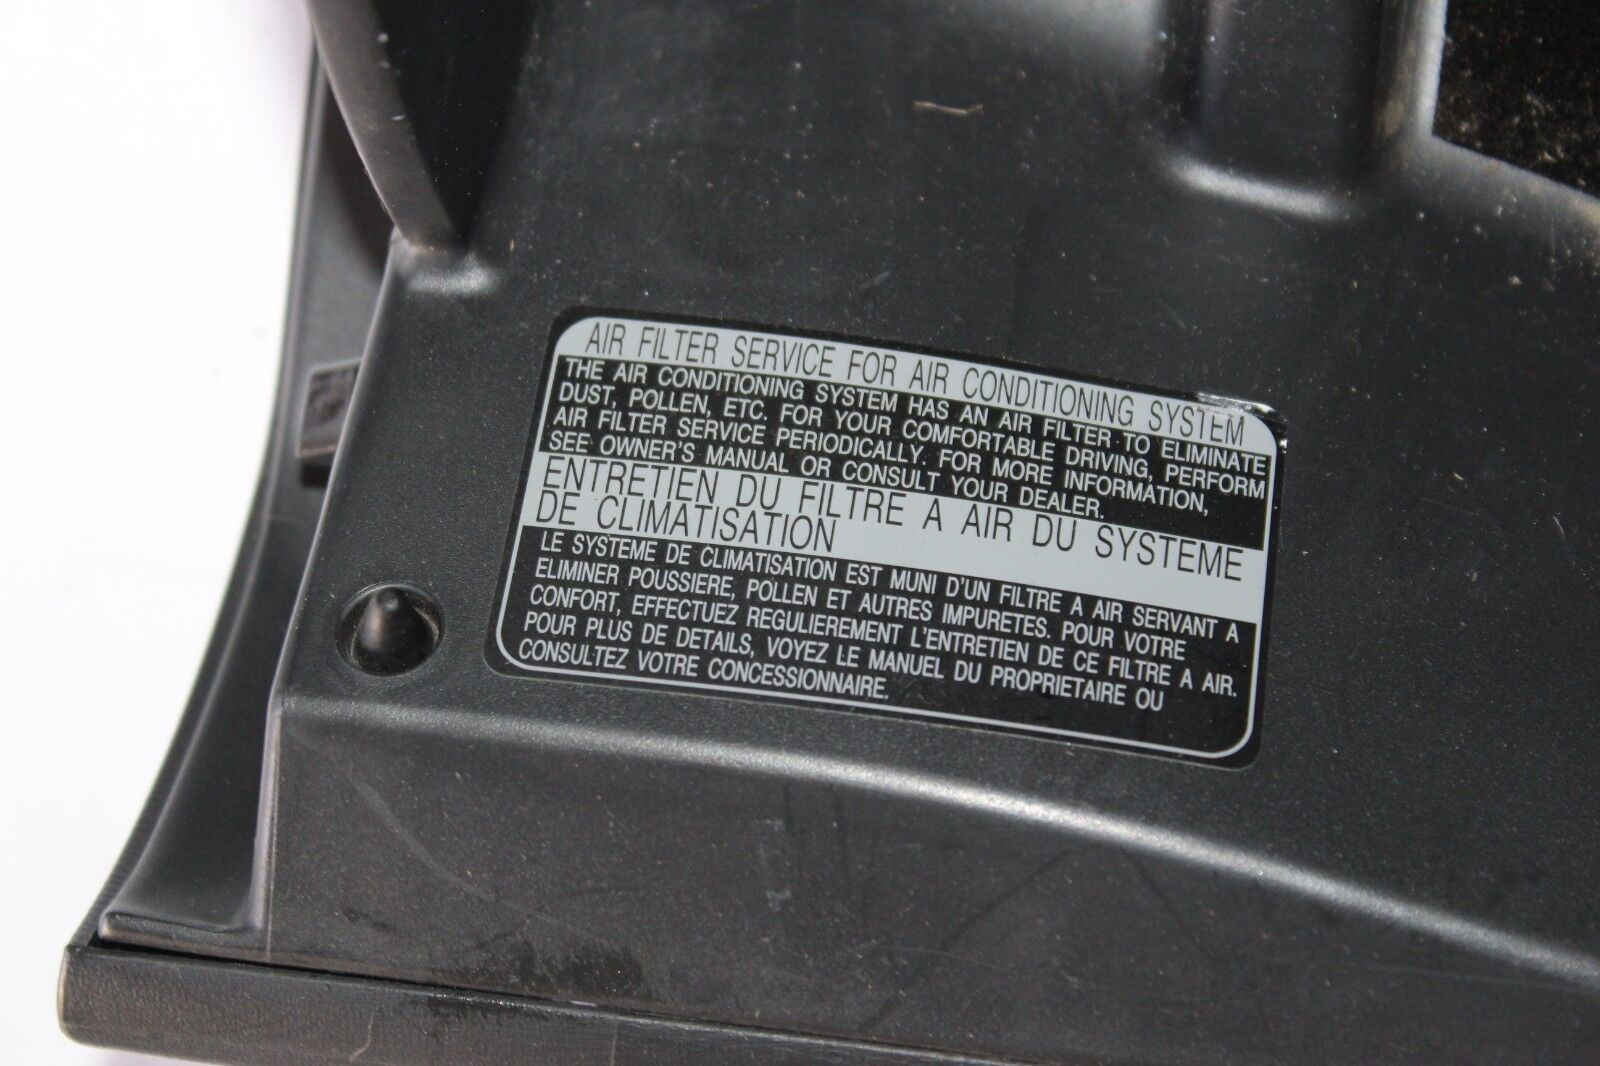 AIR FILTER SERVICE FOR AIR CONDITIONING SYSTEM
THE AIR CONDITIONING SYSTEM HAS AN AIR FILTER TO ELIMINATE
DUST, POLLEN, ETC. FOR YOUR COMFORTABLE DRIVING, PERFORM
AIR FILTER SERVICE PERIODICALLY. FOR MORE INFORMATION,
SEE OWNER'S MANUAL OR CONSULT YOUR DEALER.
ENTRETIEN DU FILTRE A AIR DU SYSTEME
DE CLIMATISATION
LE SYSTEME DE CLIMATISATION EST MUNI D'UN FILTRE A AIR SERVANT A
ELIMINER POUSSIERE, POLLEN ET AUTRES IMPURETES. POUR VOTRE
CONFORT, EFFECTUEZ REGULIEREMENT L'ENTRETIEN DE CE FILTRE A AIR.
POUR PLUS DE DETAILS, VOYEZ LE MANUEL DU PROPRIETAIRE OU
CONSULTEZ VOTRE CONCESSIONNAIRE.